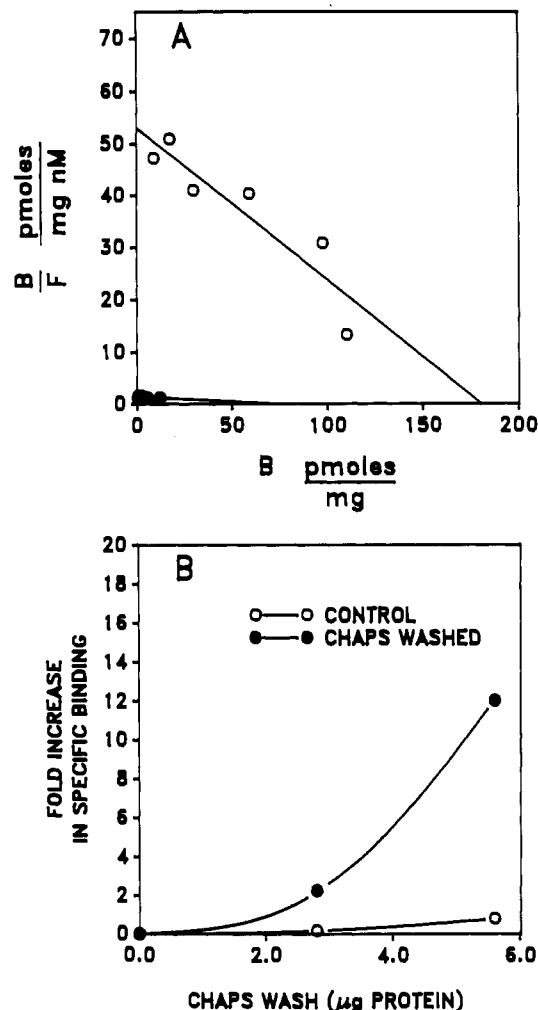 A
70
60
50
40
30
20
10
0
B
F
pmoles
mg nM
0 50 100 150 200
B pmoles
mg
B
CONTROL
CHAPS WASHED
20
18
16
14
12
10
8
6
4
2
0
FOLD INCREASE
IN SPECIFIC BINDING
0.0 2.0 4.0 6.0
CHAPS WASH (μg PROTEIN)